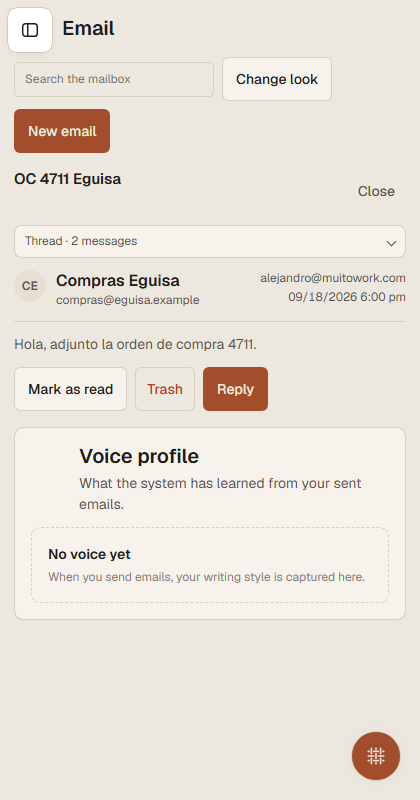 Email
Search the mailbox
Change look
New email
OC 4711 Eguisa
Close
Thread · 2 messages
CE
Compras Eguisa
compras@eguisa.example
alejandro@muitowork.com
09/18/2026 6:00 pm
Hola, adjunto la orden de compra 4711.
Mark as read
Trash
Reply
Voice profile
What the system has learned from your sent
emails.
No voice yet
When you send emails, your writing style is captured here.